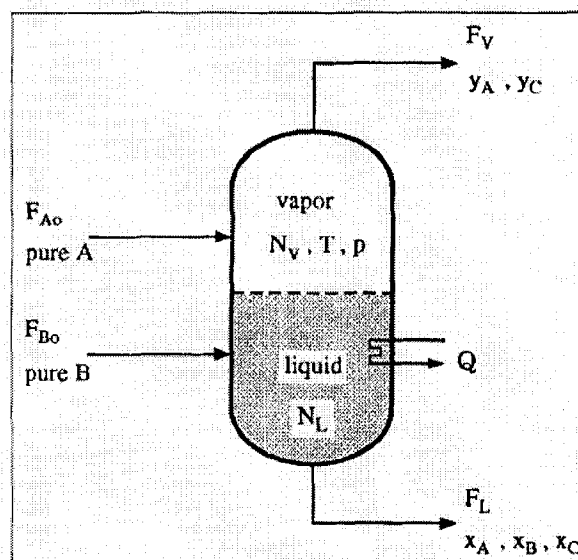 F_V
y_A , y_C
vapor
N_V , T , p
F_Ao
pure A
F_Bo
pure B
liquid
Q
N_L
F_L
x_A , x_B , x_C